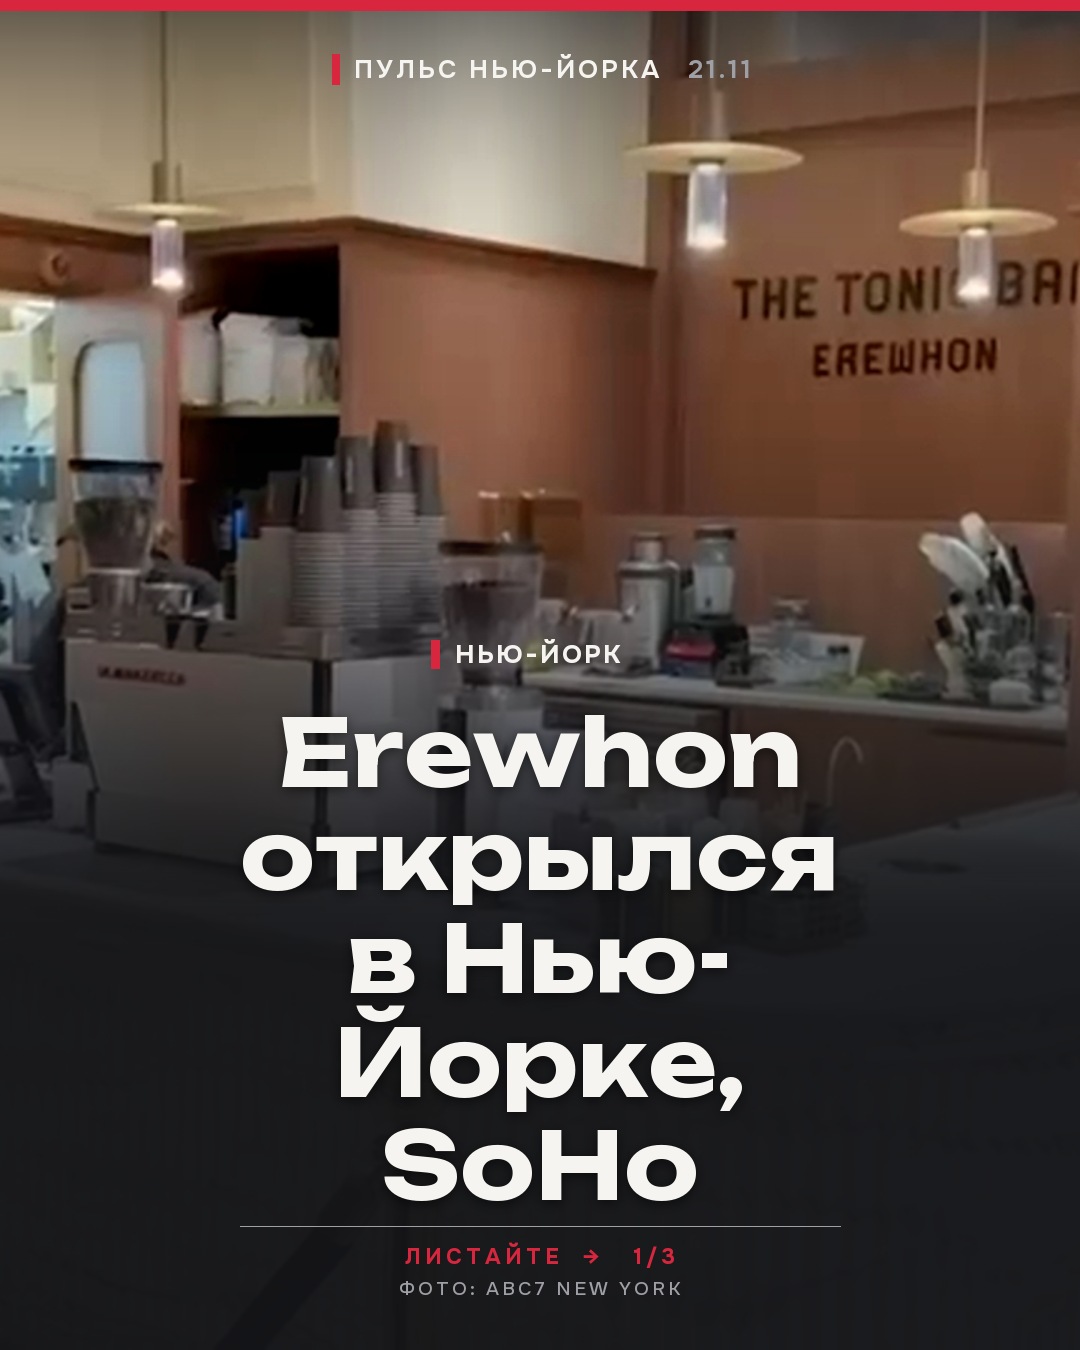 ПУЛЬС НЬЮ-ЙОРКА 21.11
THE TONIC BAR
EREWHON
НЬЮ-ЙОРК
Erewhon
открылся
в Нью-
Йорке,
SoHo
ЛИСТАЙТЕ → 1/3
ФОТО: ABC7 NEW YORK